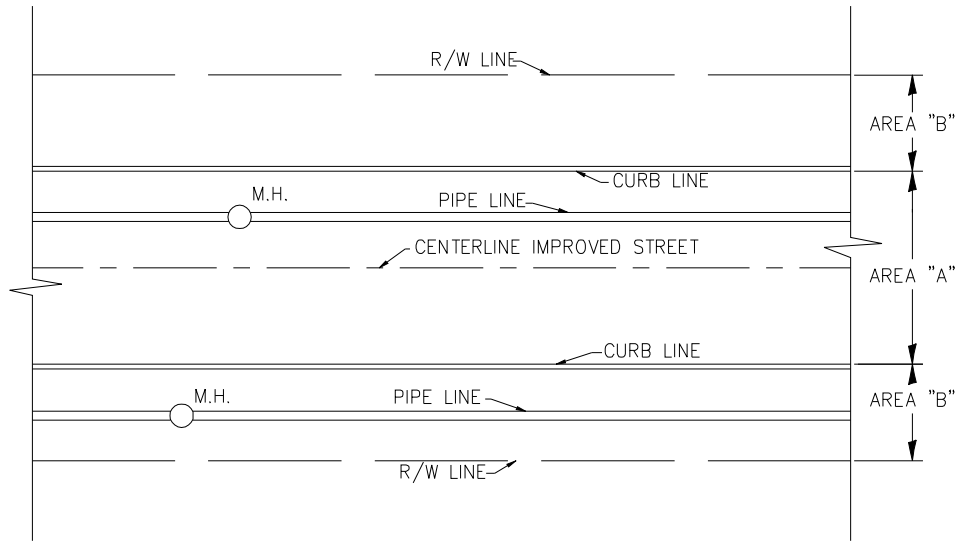 R/W LINE
AREA "B"
CURB LINE
M.H.
PIPE LINE
CENTERLINE IMPROVED STREET
AREA "A"
CURB LINE
M.H.
PIPE LINE
AREA "B"
R/W LINE